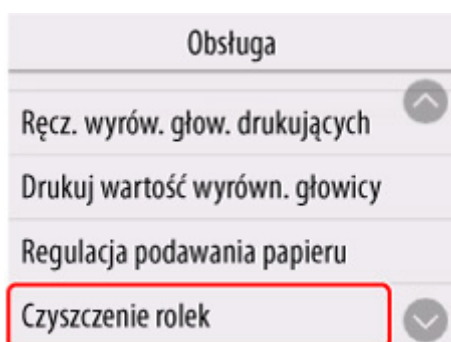 Obsługa
Ręcz. wyrów. głow. drukujących
Drukuj wartość wyrówn. głowicy
Regulacja podawania papieru
Czyszczenie rolek